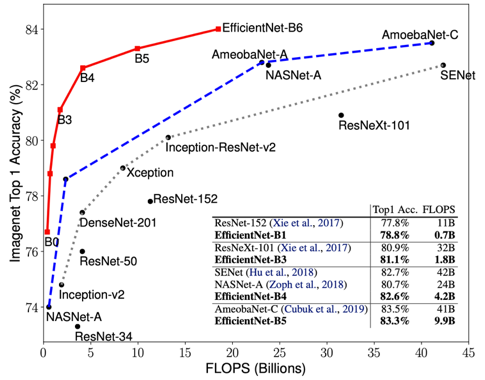 84
82
80
78
76
74
Imagenet Top 1 Accuracy (%)
EfficientNet-B6
AmoebaNet-C
AmoebaNet-A
B5
NASNet-A
SENet
B4
B3
ResNeXt-101
Inception-ResNet-v2
Xception
ResNet-152
DenseNet-201
B0
ResNet-50
Inception-v2
NASNet-A
ResNet-34
Top1 Acc. FLOPS
ResNet-152 (Xie et al., 2017) 77.8% 11B
EfficientNet-B1 78.8% 0.7B
ResNeXt-101 (Xie et al., 2017) 80.9% 32B
EfficientNet-B3 81.1% 1.8B
SENet (Hu et al., 2018) 82.7% 42B
NASNet-A (Zoph et al., 2018) 80.7% 24B
EfficientNet-B4 82.6% 4.2B
AmoebaNet-C (Cubuk et al., 2019) 83.5% 41B
EfficientNet-B5 83.3% 9.9B
0 5 10 15 20 25 30 35 40 45
FLOPS (Billions)